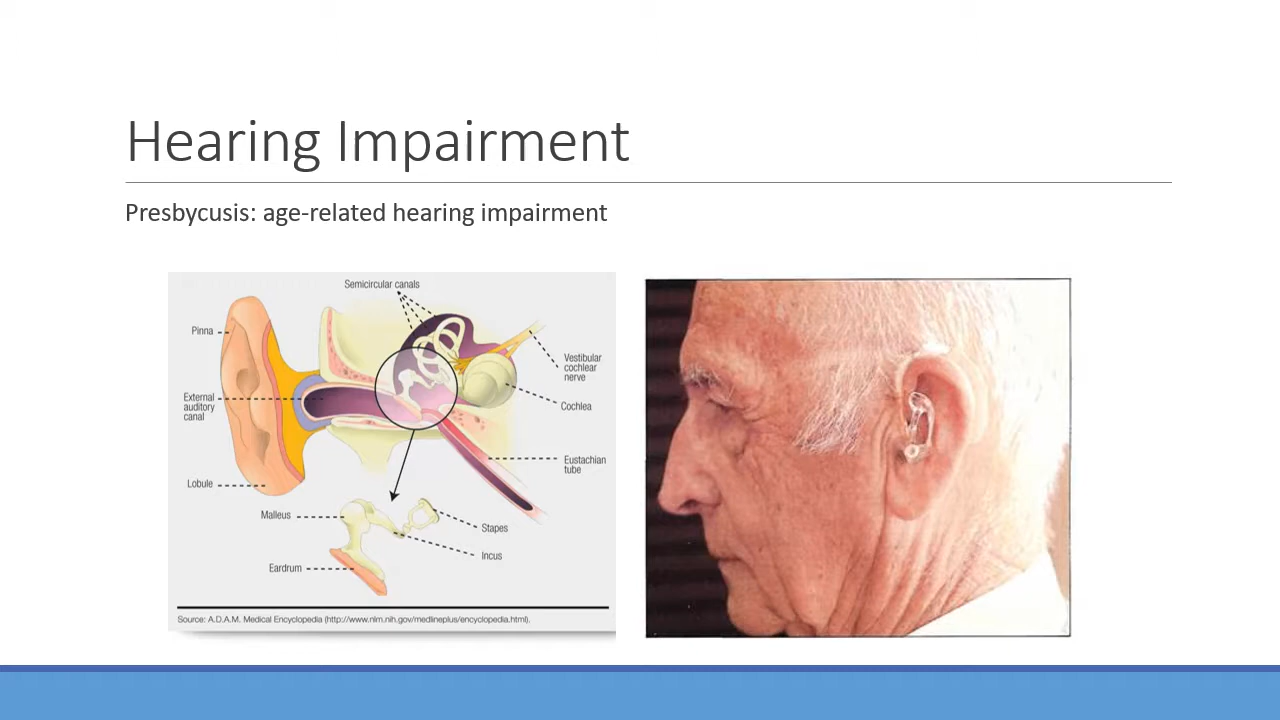 Hearing Impairment
Presbycusis: age-related hearing impairment
Semicircular canals
Pinna
Vestibular
cochlear
nerve
External
auditory
canal
Cochlea
Eustachian
tube
Lobule
Malleus
Stapes
Incus
Eardrum
Source: A.D.A.M. Medical Encyclopedia (http://www.nlm.nih.gov/medlineplus/encyclopedia.html).